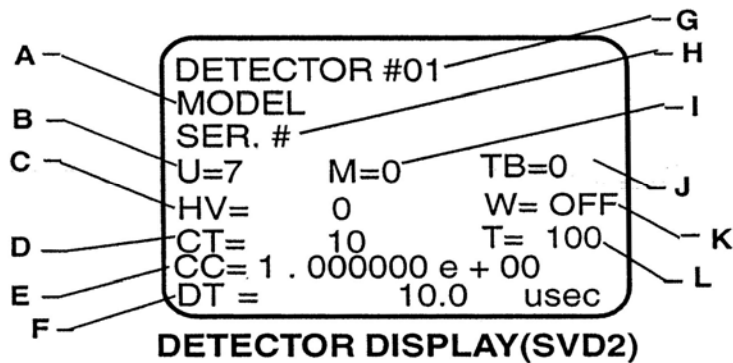 G
H
A
DETECTOR #01
MODEL
I
B
SER. #
C
U=7 M=0 TB=0
J
HV= 0 W= OFF
K
D
CT= 10 T= 100
E
CC= 1 . 000000 e + 00
L
F
DT = 10.0 usec
DETECTOR DISPLAY(SVD2)